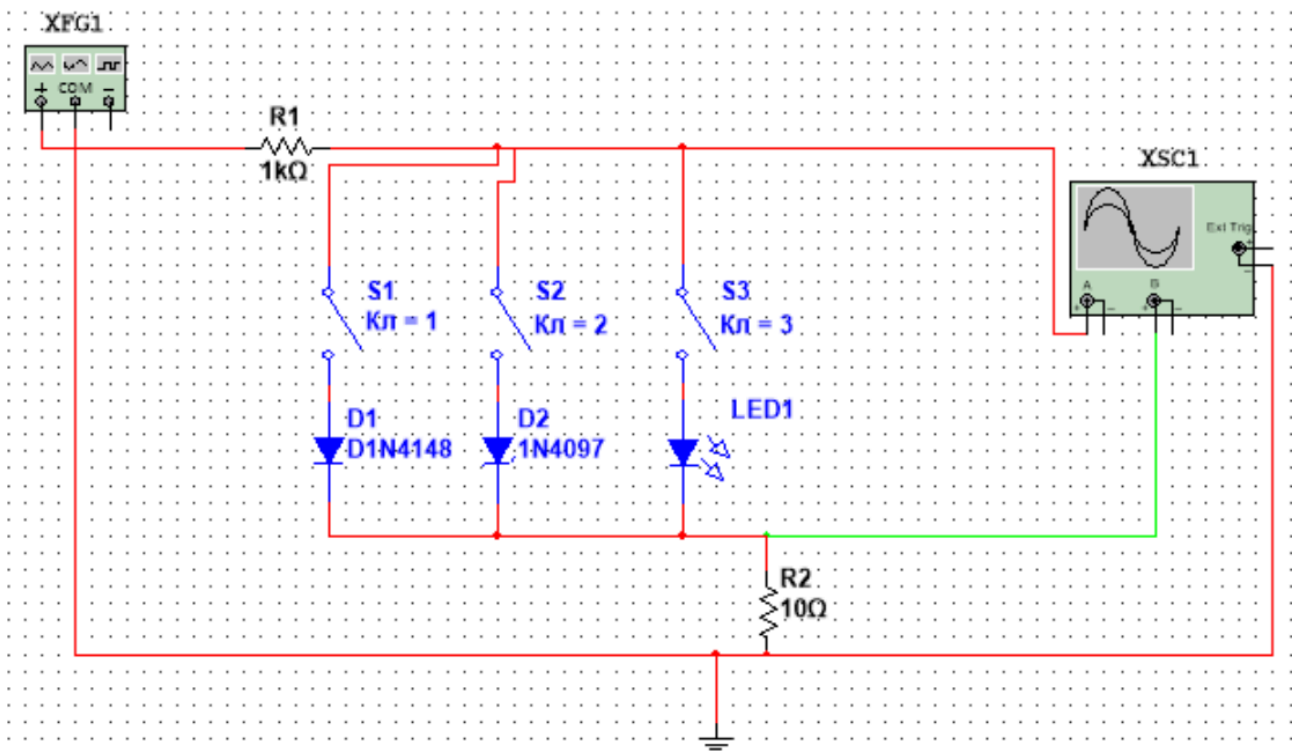 XFG1
+ COM −
R1
1kΩ
XSC1
Ext Trig
+
−
A
B
+ − + −
S1
Кл = 1
S2
Кл = 2
S3
Кл = 3
D1
D1N4148
D2
1N4097
LED1
R2
10Ω